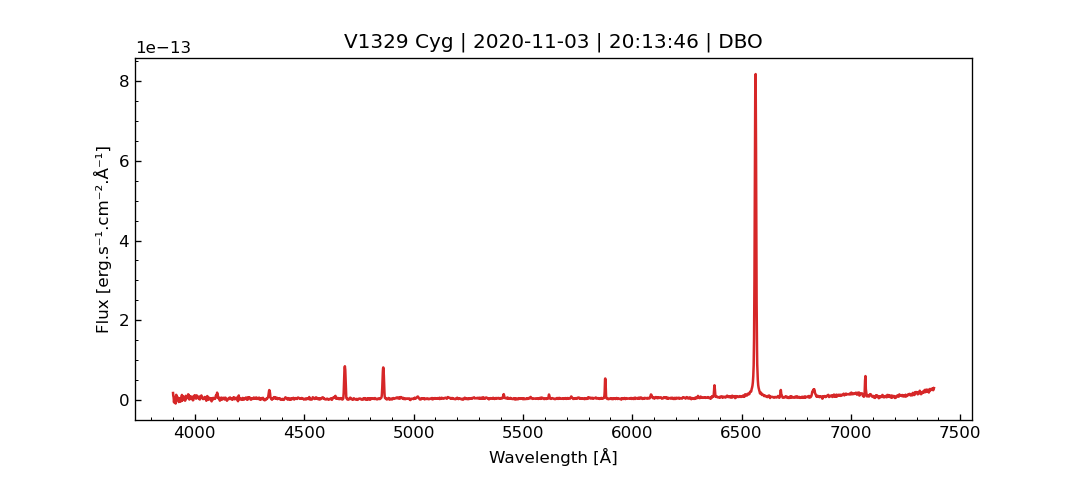 V1329 Cyg | 2020-11-03 | 20:13:46 | DBO
1e−13
8
6
4
2
0
Flux [erg.s⁻¹.cm⁻².Å⁻¹]
4000 4500 5000 5500 6000 6500 7000 7500
Wavelength [Å]